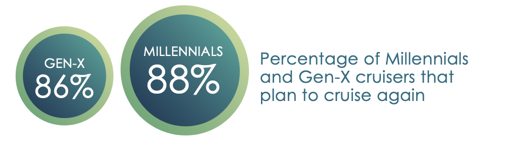 GEN-X
86%
MILLENNIALS
88%
Percentage of Millennials
and Gen-X cruisers that
plan to cruise again